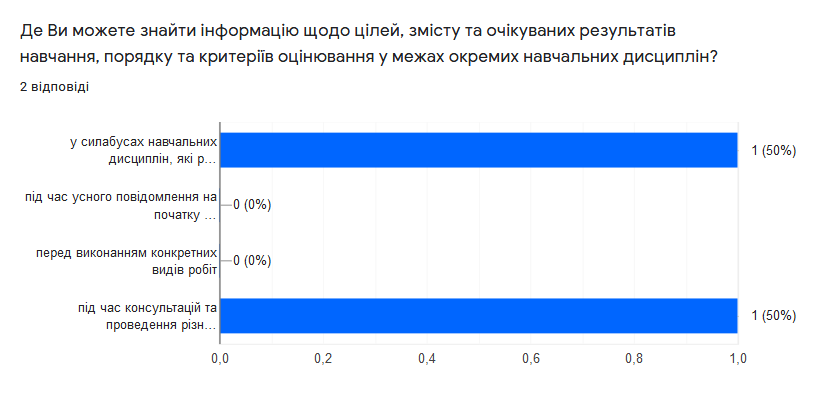 Де Ви можете знайти інформацію щодо цілей, змісту та очікуваних результатів
навчання, порядку та критеріїв оцінювання у межах окремих навчальних дисциплін?
2 відповіді
у силабусах навчальних
дисциплін, які р...
1 (50%)
під час усного повідомлення на
початку ...
0 (0%)
перед виконанням конкретних
видів робіт
0 (0%)
під час консультацій та
проведення різн...
1 (50%)
0,0 0,2 0,4 0,6 0,8 1,0